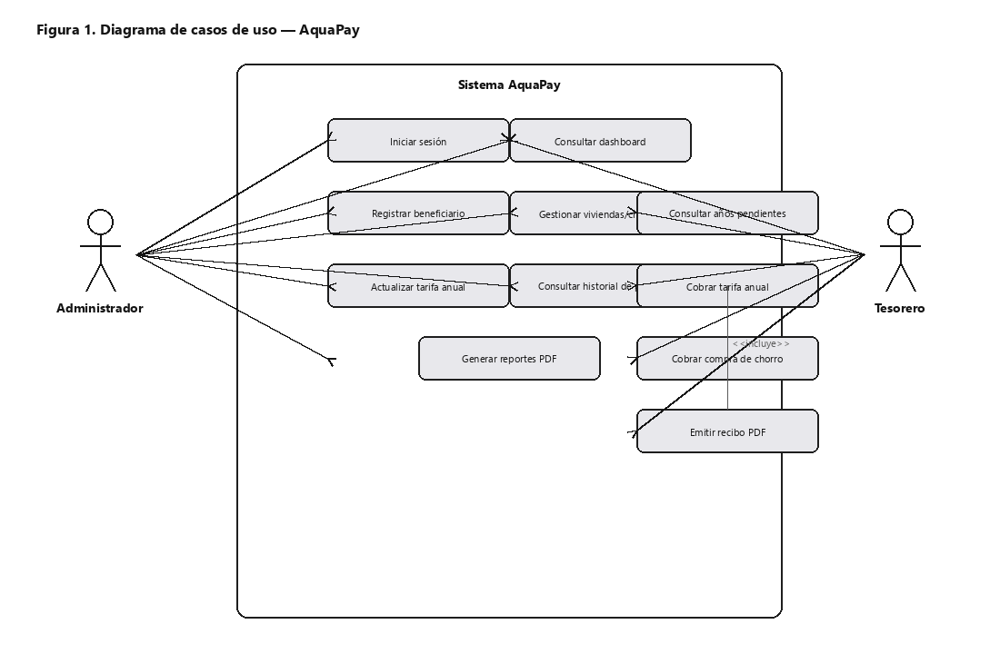 Figura 1. Diagrama de casos de uso — AquaPay
Sistema AquaPay
Iniciar sesión
Consultar dashboard
Registrar beneficiario
Gestionar viviendas/
Consultar años pendientes
Actualizar tarifa anual
Consultar historial de
Cobrar tarifa anual
Administrador
Tesorero
<<incluye>>
Generar reportes PDF
Cobrar compra de chorro
Emitir recibo PDF